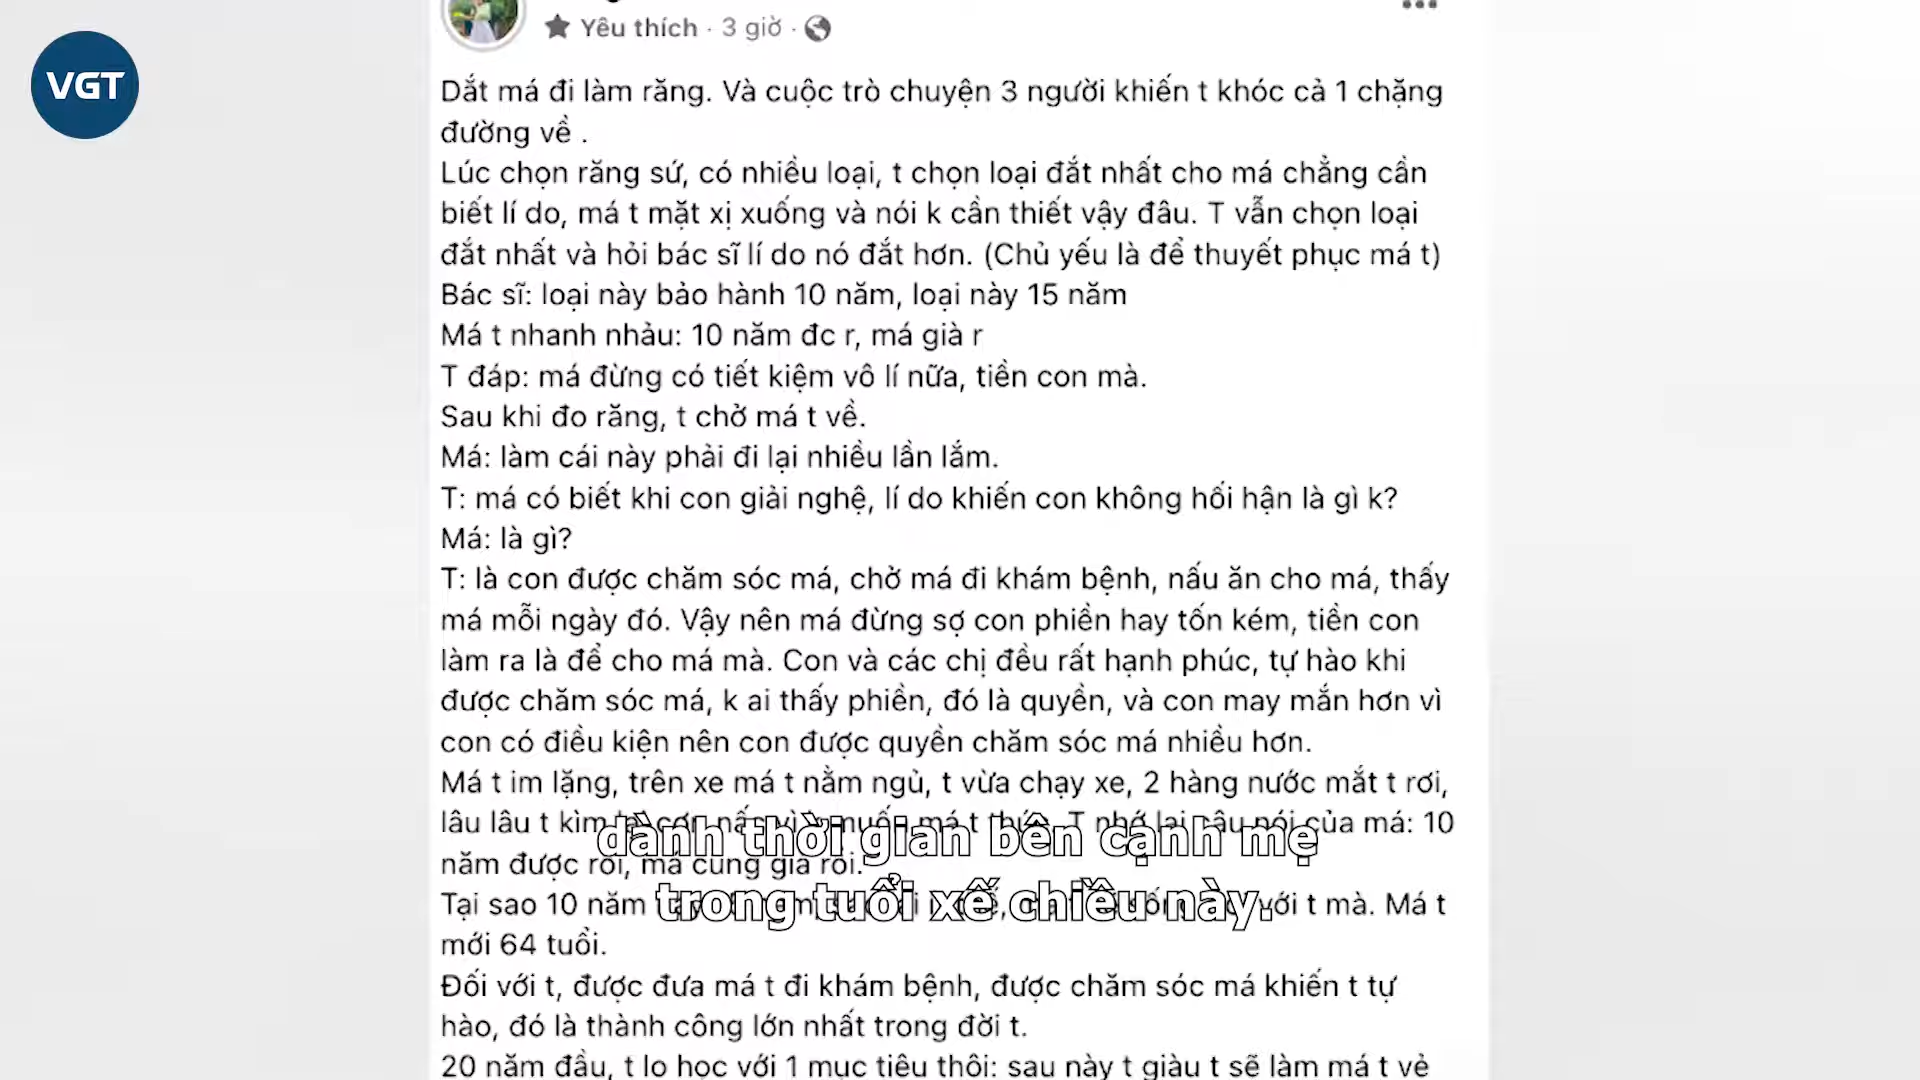 VGT
Yêu thích · 3 giờ ·
Dắt má đi làm răng. Và cuộc trò chuyện 3 người khiến t khóc cả 1 chặng
đường về .
Lúc chọn răng sứ, có nhiều loại, t chọn loại đắt nhất cho má chẳng cần
biết lí do, má t mặt xị xuống và nói k cần thiết vậy đâu. T vẫn chọn loại
đắt nhất và hỏi bác sĩ lí do nó đắt hơn. (Chủ yếu là để thuyết phục má t)
Bác sĩ: loại này bảo hành 10 năm, loại này 15 năm
Má t nhanh nhảu: 10 năm đc r, má già r
T đáp: má đừng có tiết kiệm vô lí nữa, tiền con mà.
Sau khi đo răng, t chở má t về.
Má: làm cái này phải đi lại nhiều lần lắm.
T: má có biết khi con giải nghệ, lí do khiến con không hối hận là gì k?
Má: là gì?
T: là con được chăm sóc má, chở má đi khám bệnh, nấu ăn cho má, thấy
má mỗi ngày đó. Vậy nên má đừng sợ con phiền hay tốn kém, tiền con
làm ra là để cho má mà. Con và các chị đều rất hạnh phúc, tự hào khi
được chăm sóc má, k ai thấy phiền, đó là quyền, và con may mắn hơn vì
con có điều kiện nên con được quyền chăm sóc má nhiều hơn.
Má t im lặng, trên xe má t nằm ngủ, t vừa chạy xe, 2 hàng nước mắt t rơi,
lâu lâu t kìm cơn nấc vì muốn má t T nhớ lại câu nói của má: 10
năm được rồi, má cũng già rồi.
dành thời gian bên cạnh mẹ
Tại sao 10 năm với t mà. Má t
trong tuổi xế chiều này.
mới 64 tuổi.
Đối với t, được đưa má t đi khám bệnh, được chăm sóc má khiến t tự
hào, đó là thành công lớn nhất trong đời t.
20 năm đầu, t lo học với 1 mục tiêu thôi: sau này t giàu t sẽ làm má t vẻ